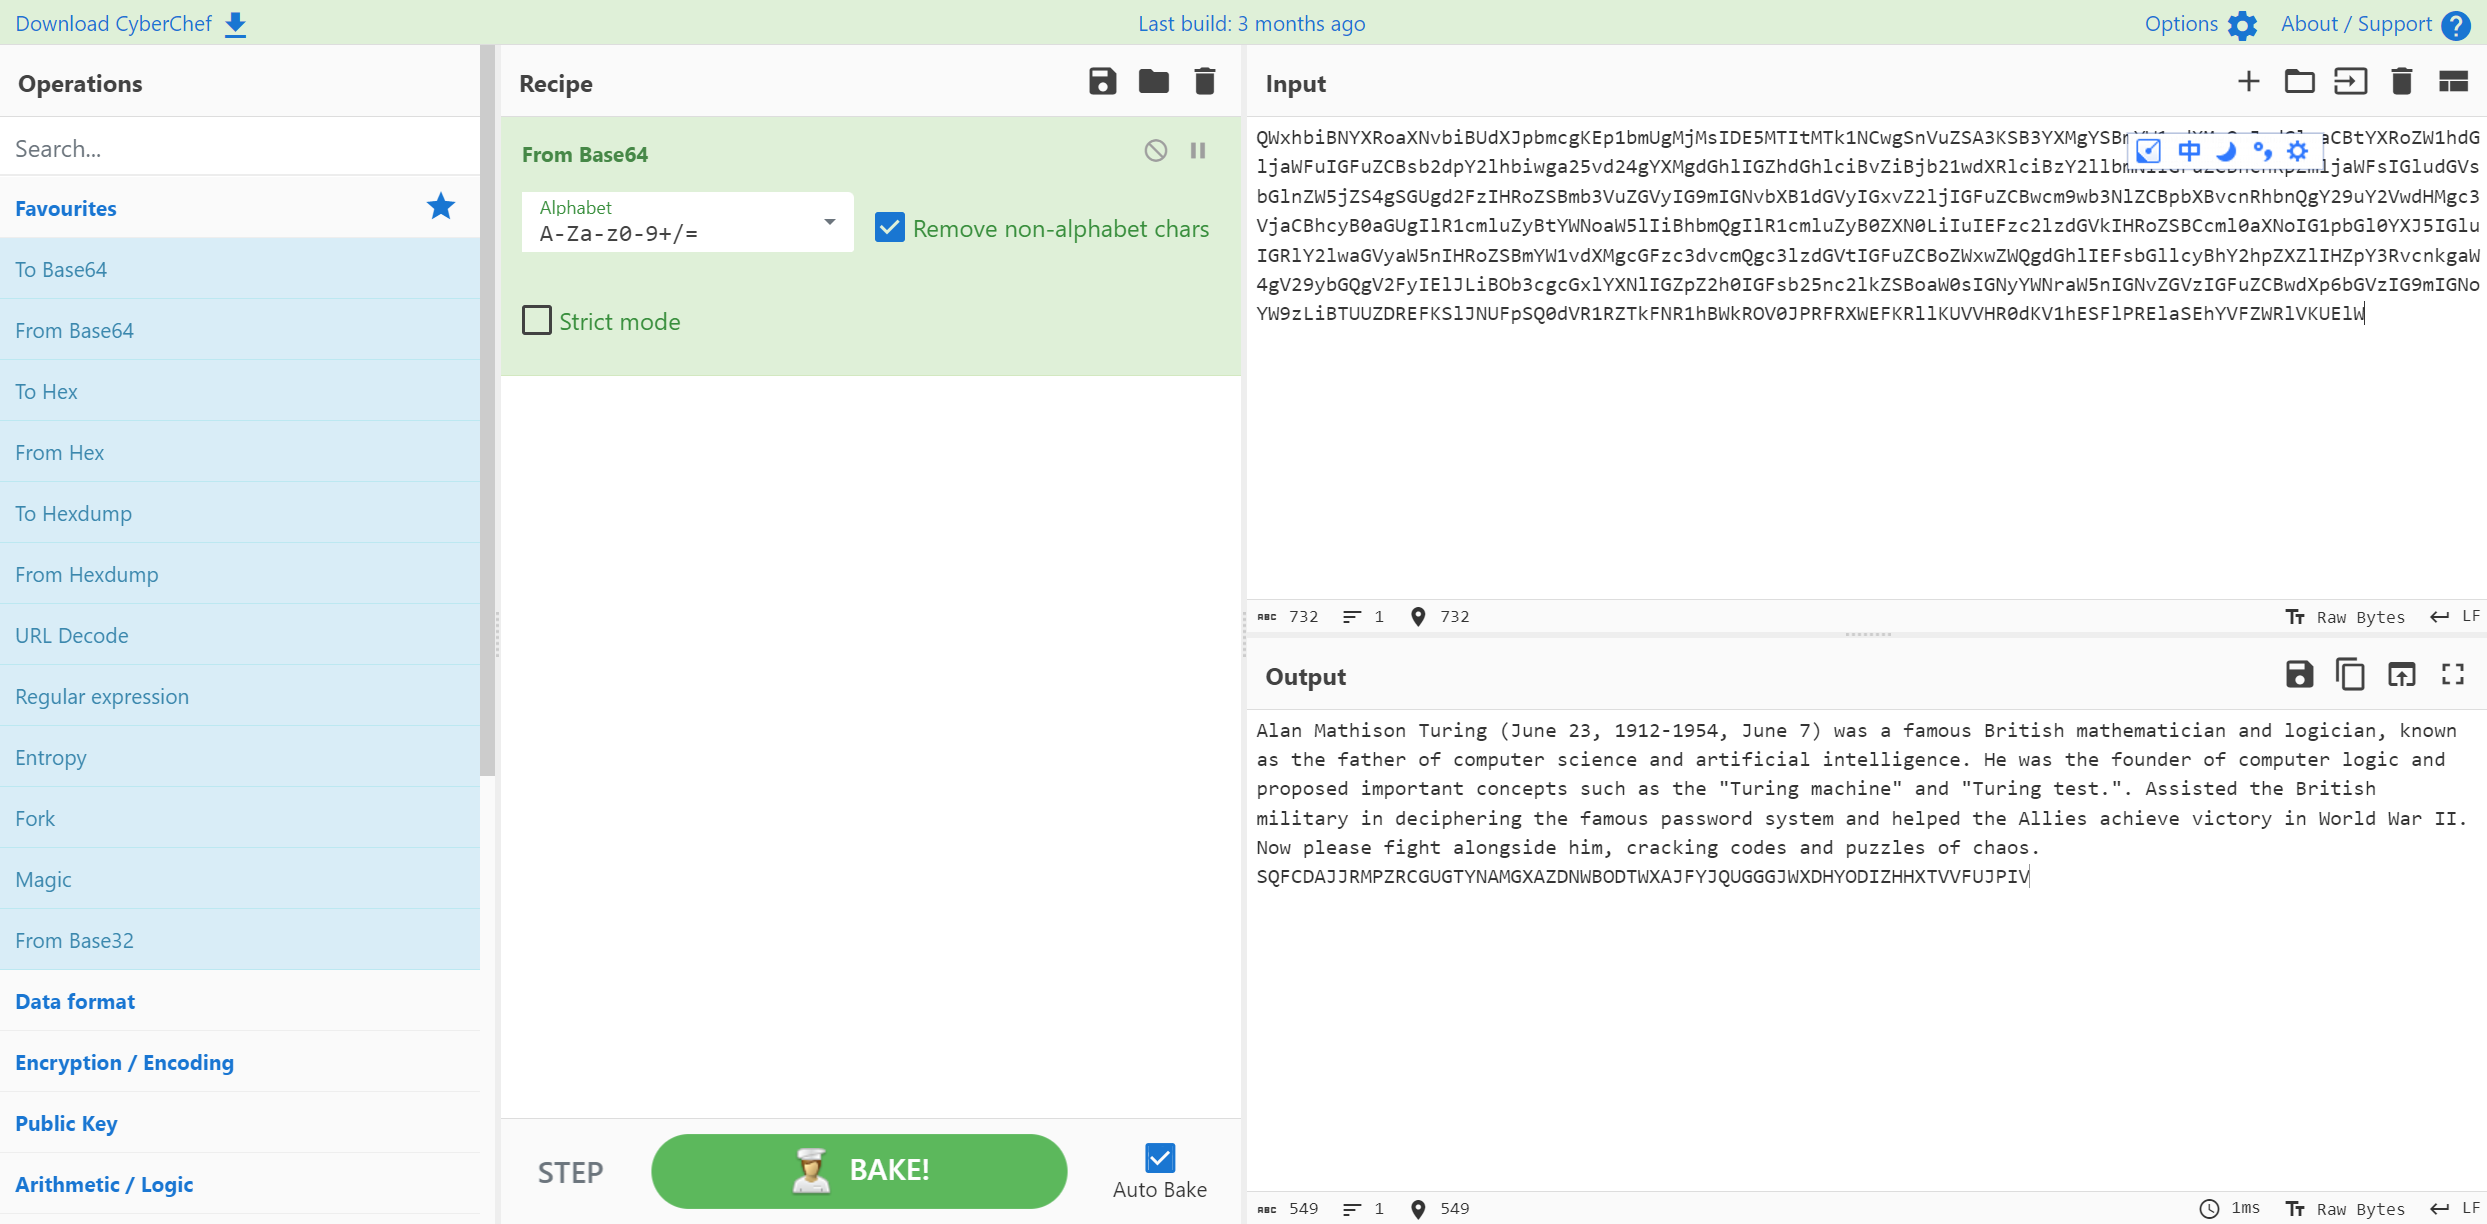 Download CyberChef
Last build: 3 months ago
Options
About / Support
Operations
Search...
Favourites
To Base64
From Base64
To Hex
From Hex
To Hexdump
From Hexdump
URL Decode
Regular expression
Entropy
Fork
Magic
From Base32
Data format
Encryption / Encoding
Public Key
Arithmetic / Logic
Recipe
From Base64
Alphabet
A-Za-z0-9+/=
Remove non-alphabet chars
Strict mode
STEP
BAKE!
Auto Bake
Input
中
ljaWFuIGFuZCBsb2dpY2lhbiwga25vd24gYXMgdGhlIGZhdGhlciBvZiBjb21wdXRlciBzY2llbm
ljaWFsIGludGVs
bGlnZW5jZS4gSGUgd2FzIHRoZSBmb3VuZGVyIG9mIGNvbXB1dGVyIGxvZ2ljIGFuZCBwcm9wb3NlZCBpbXBvcnRhbnQgY29uY2VwdHMgc3
VjaCBhcyB0aGUgIlR1cmluZyBtYWNoaW5lIiBhbmQgIlR1cmluZyB0ZXN0LiIuIEFzc2lzdGVkIHRoZSBCcml0aXNoIG1pbGl0YXJ5IGlu
IGRlY2lwaGVyaW5nIHRoZSBmYW1vdXMgcGFzc3dvcmQgc3lzdGVtIGFuZCBoZWxwZWQgdGhlIEFsbGllcyBhY2hpZXZlIHZpY3RvcnkgaW
4gV29ybGQgV2FyIElJLiBOb3cgcGxlYXNlIGZpZ2h0IGFsb25nc2lkZSBoaW0sIGNyYWNraW5nIGNvZGVzIGFuZCBwdXp6bGVzIG9mIGNo
YW9zLiBTUUZDREFKSlJNUFpSQ0dVR1RZTkFNR1hBWkROV0JPRFRXWEFKRllKUVVHR0dKV1hESFlPRElaSEhYVFZWRlVKUElW
732
1
732
Raw Bytes
LF
Output
Alan Mathison Turing (June 23, 1912-1954, June 7) was a famous British mathematician and logician, known
as the father of computer science and artificial intelligence. He was the founder of computer logic and
proposed important concepts such as the "Turing machine" and "Turing test.". Assisted the British
military in deciphering the famous password system and helped the Allies achieve victory in World War II.
Now please fight alongside him, cracking codes and puzzles of chaos.
SQFCDAJJRMPZRCGUGTYNAMGXAZDNWBODTWXAJFYJQUGGGJWXDHYODIZHHXTVVFUJPIV
549
1
549
1ms
Raw Bytes
LF